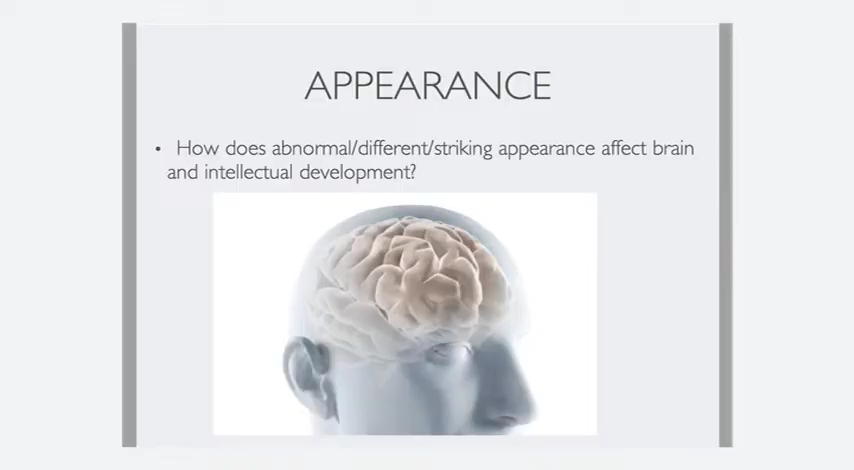 APPEARANCE
• How does abnormal/different/striking appearance affect brain
and intellectual development?